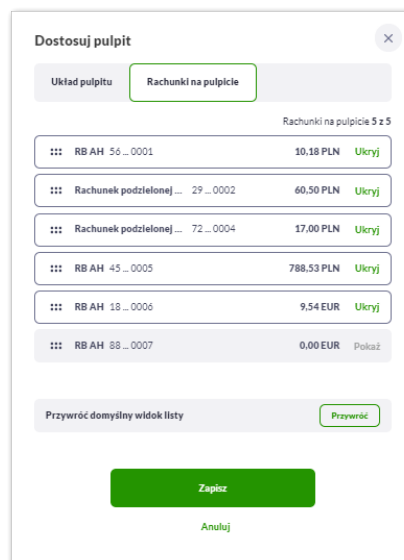 Dostosuj pulpit
Układ pulpitu Rachunki na pulpicie
Rachunki na pulpicie 5 z 5
RB AH 56 ... 0001 10,18 PLN Ukryj
Rachunek podzielonej ... 29 ... 0002 60,50 PLN Ukryj
Rachunek podzielonej ... 72 ... 0004 17,00 PLN Ukryj
RB AH 45 ... 0005 788,53 PLN Ukryj
RB AH 18 ... 0006 9,54 EUR Ukryj
RB AH 88 ... 0007 0,00 EUR Pokaż
Przywróć domyślny widok listy Przywróć
Zapisz
Anuluj